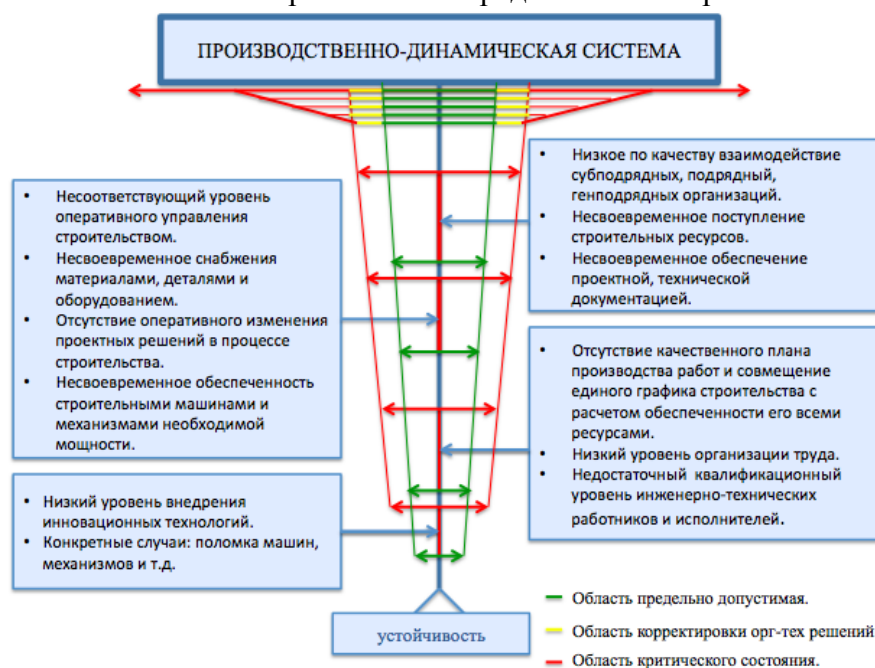 ПРОИЗВОДСТВЕННО-ДИНАМИЧЕСКАЯ СИСТЕМА
• Несоответствующий уровень
оперативного управления
строительством.
• Несвоевременное снабжения
материалами, деталями и
оборудованием.
• Отсутствие оперативного изменения
проектных решений в процессе
строительства.
• Несвоевременное обеспеченность
строительными машинами и
механизмами необходимой
мощности.
• Низкий уровень внедрения
инновационных технологий.
• Конкретные случаи: поломка машин,
механизмов и т.д.
• Низкое по качеству взаимодействие
субподрядных, подрядный,
генподрядных организаций.
• Несвоевременное поступление
строительных ресурсов.
• Несвоевременное обеспечение
проектной, технической
документацией.
• Отсутствие качественного плана
производства работ и совмещение
единого графика строительства с
расчетом обеспеченности его всеми
ресурсами.
• Низкий уровень организации труда.
• Недостаточный квалификационный
уровень инженерно-технических
работников и исполнителей.
устойчивость
Область предельно допустимая.
Область корректировки орг-тех решений
Область критического состояния.